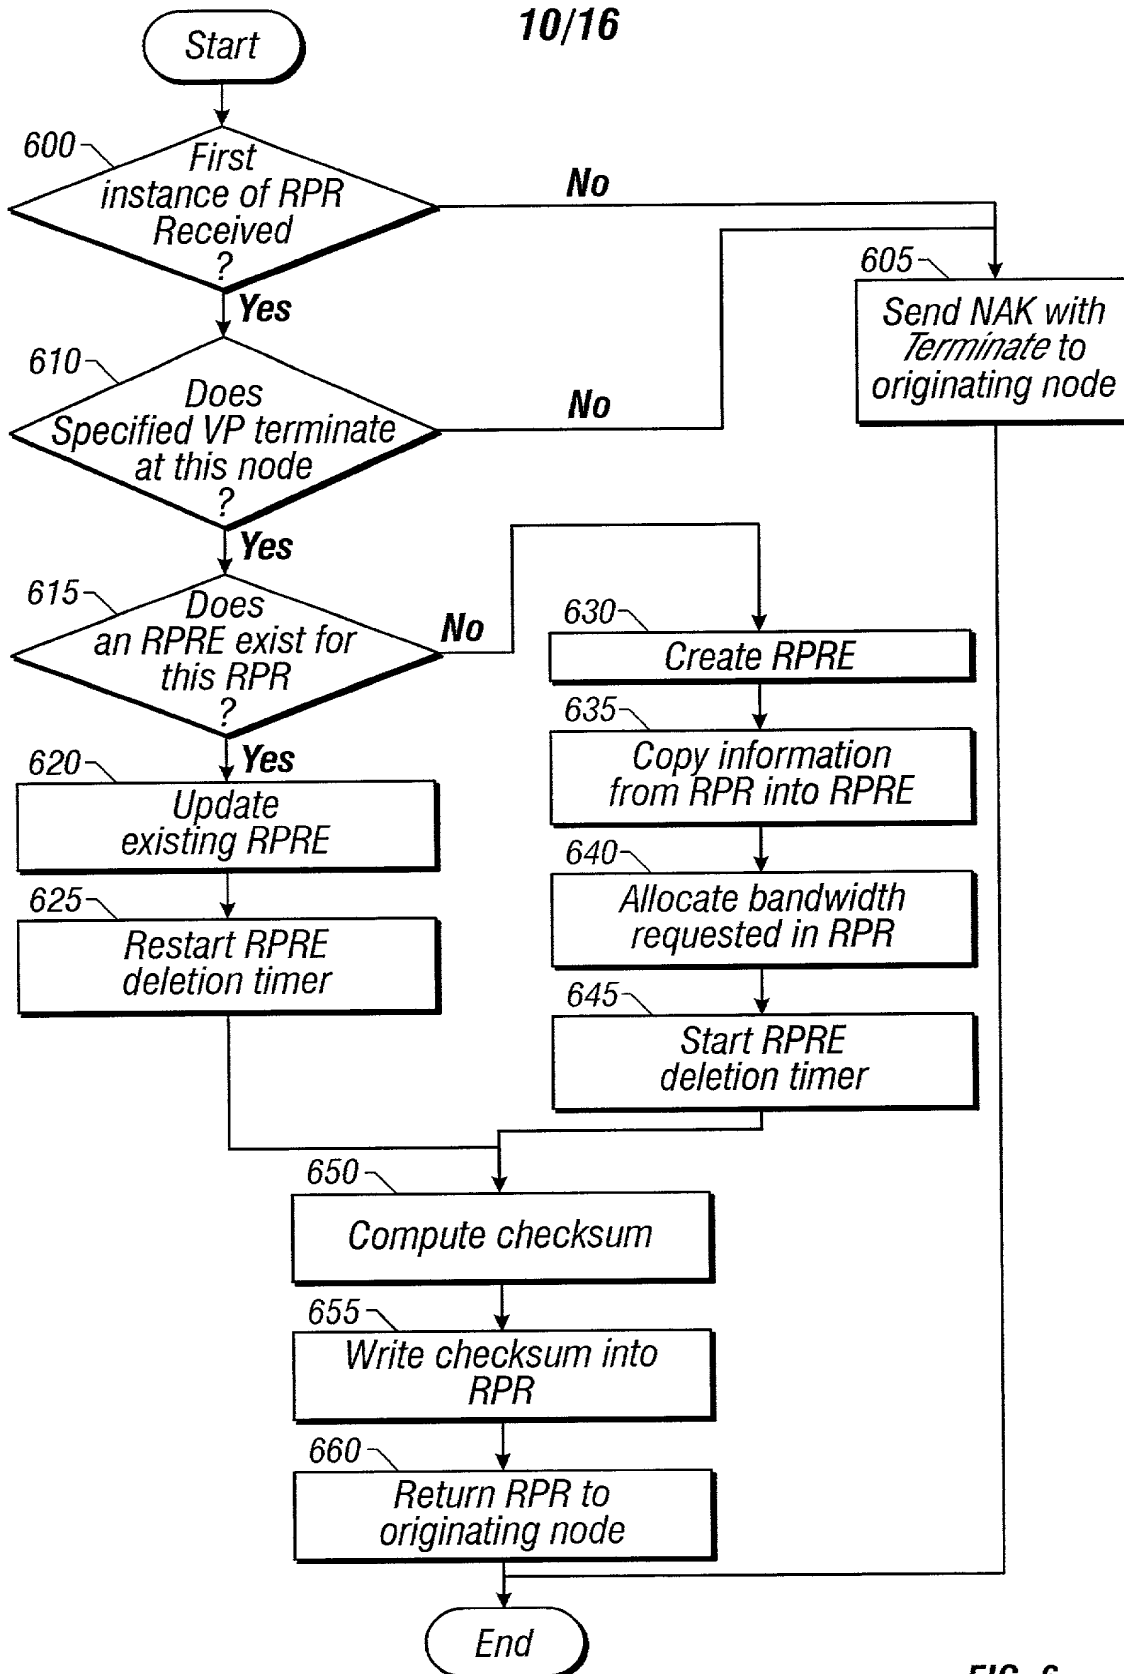 10/16
Start
600
First
instance of RPR
Received
?
No
Yes
605
Send NAK with
Terminate to
originating node
610
Does
Specified VP terminate
at this node
?
No
Yes
615
Does
an RPRE exist for
this RPR
?
No
Yes
620
Update
existing RPRE
625
Restart RPRE
deletion timer
630
Create RPRE
635
Copy information
from RPR into RPRE
640
Allocate bandwidth
requested in RPR
645
Start RPRE
deletion timer
650
Compute checksum
655
Write checksum into
RPR
660
Return RPR to
originating node
End
FIG. 6